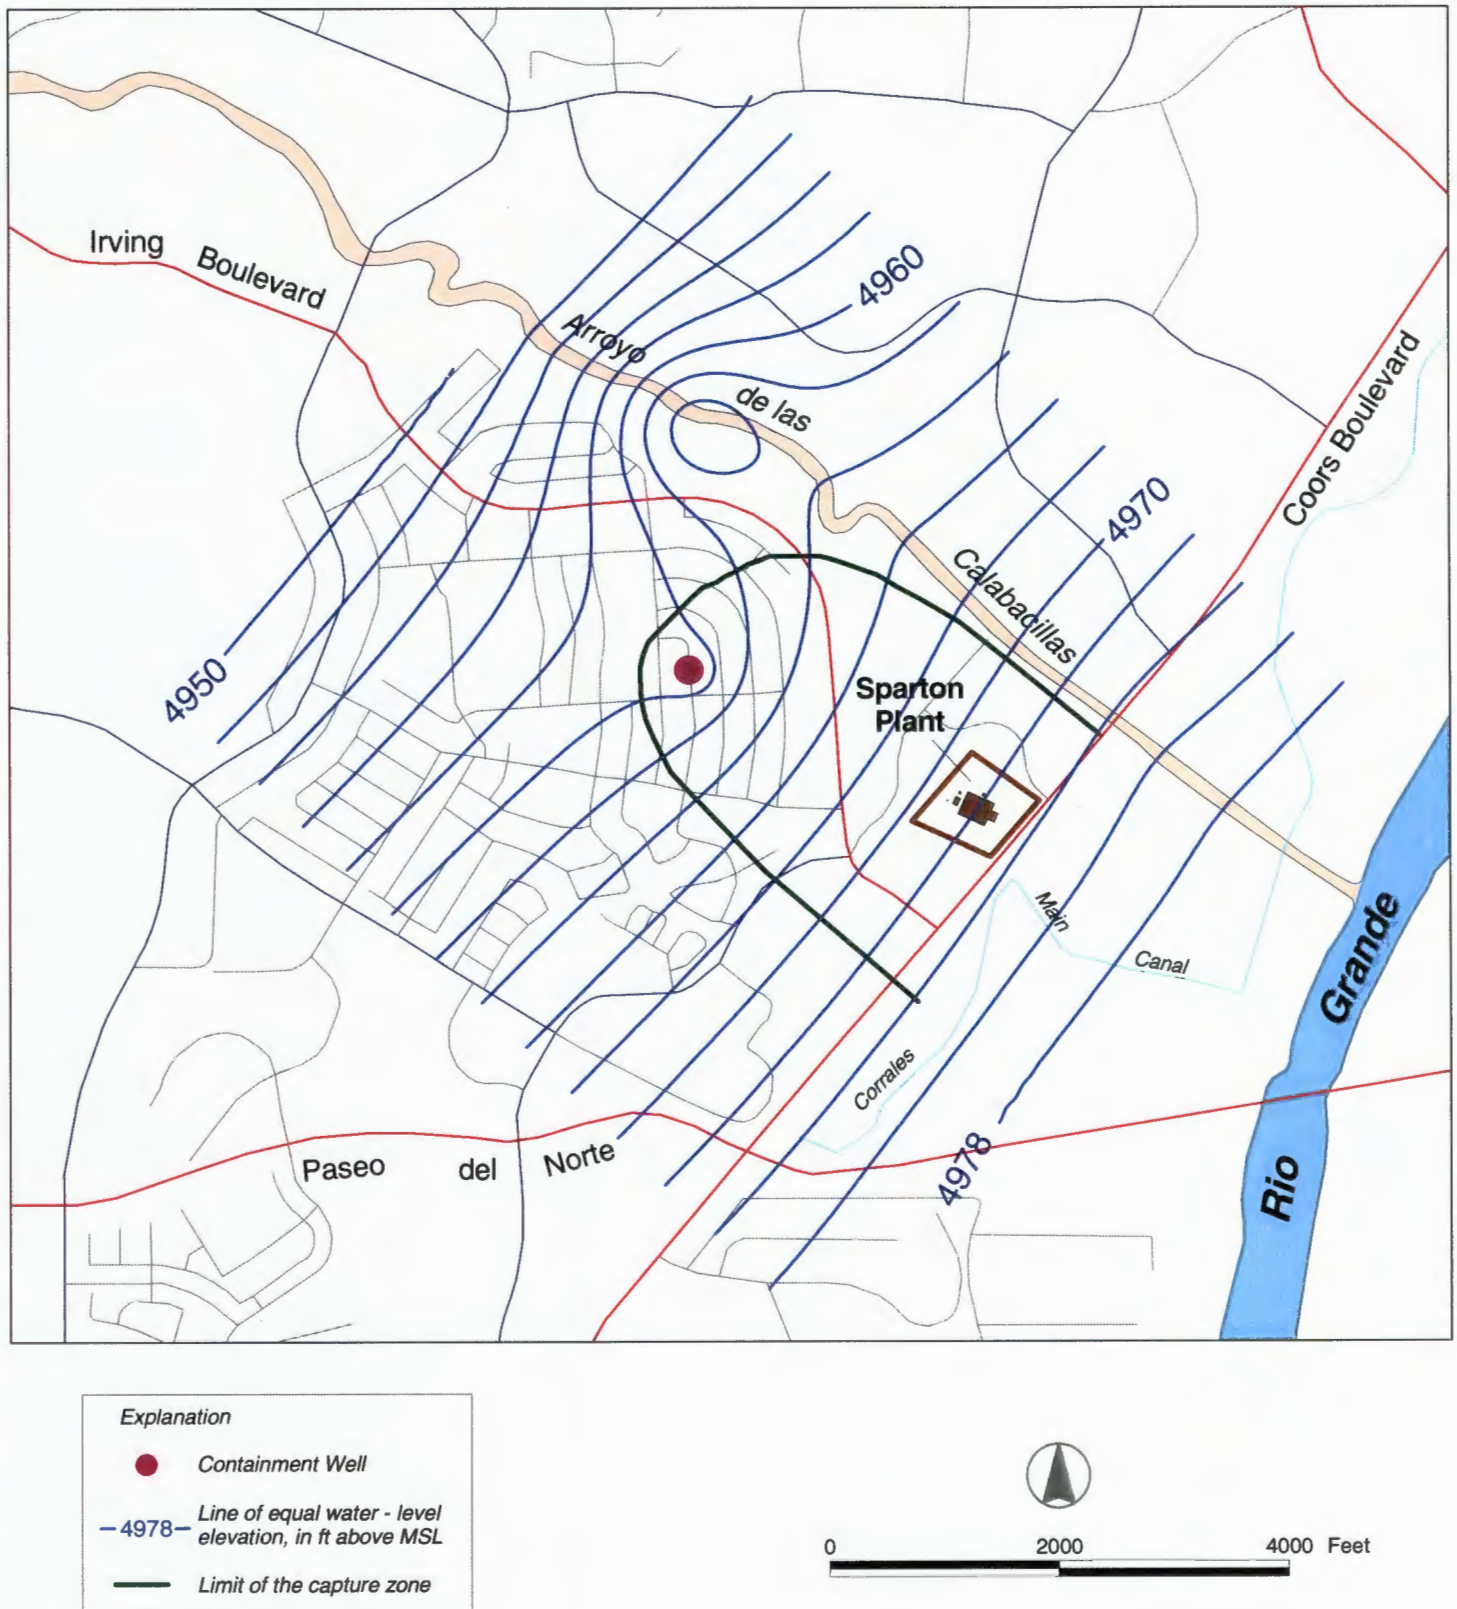 Irving Boulevard
4960
Arroyo
de las
Coors Boulevard
4970
Calabacillas
4950
Sparton
Plant
Main
Canal
Corrales
Rio Grande
4978
Paseo del Norte
Explanation
Containment Well
4978 Line of equal water - level
elevation, in ft above MSL
Limit of the capture zone
0 2000 4000 Feet